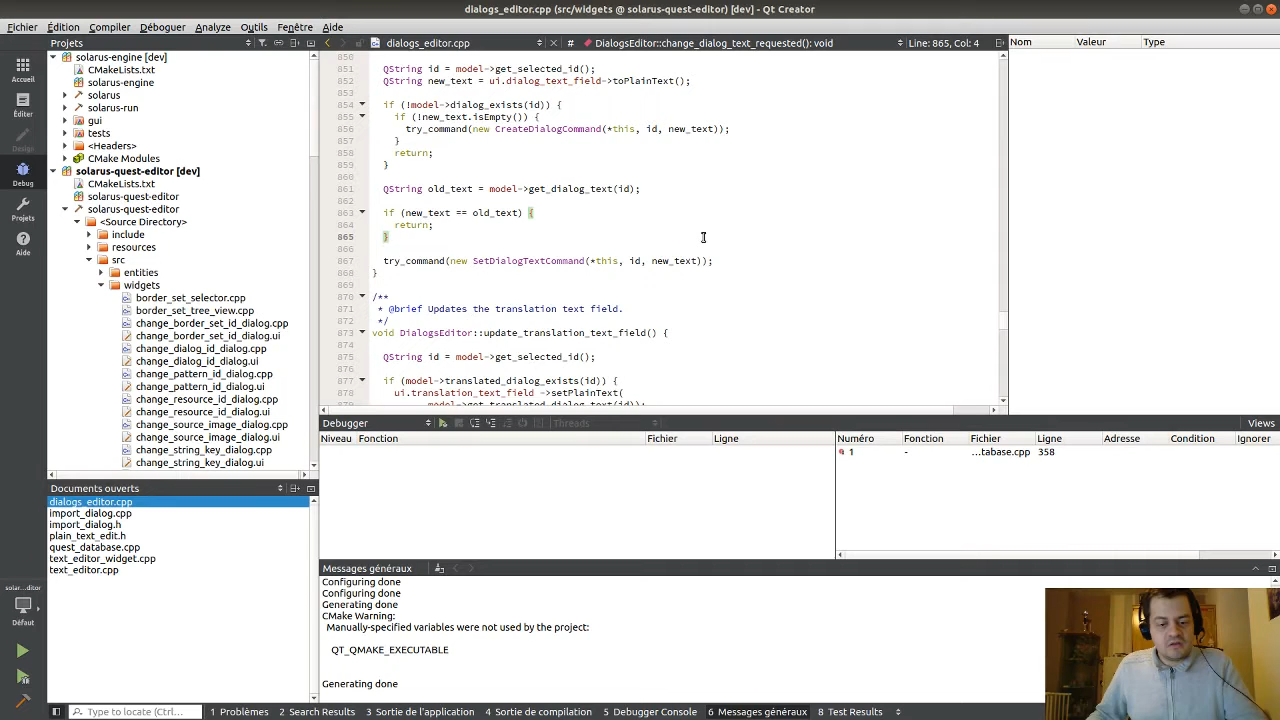 dialogs_editor.cpp (src/widgets @ solarus-quest-editor) [dev] - Qt Creator
Fichier Édition Compiler Déboguer Analyze Outils Fenêtre Aide
Projets
dialogs_editor.cpp
# DialogsEditor::change_dialog_text_requested(): void
Line: 865, Col: 4
Nom Valeur Type
Accueil
Éditer
Design
Debug
Projets
Aide
solar...ditor
Défaut
solarus-engine [dev]
CMakeLists.txt
solarus-engine
solarus
solarus-run
gui
tests
<Headers>
CMake Modules
solarus-quest-editor [dev]
CMakeLists.txt
solarus-quest-editor
solarus-quest-editor
<Source Directory>
include
resources
src
entities
widgets
border_set_selector.cpp
border_set_tree_view.cpp
change_border_set_id_dialog.cpp
change_border_set_id_dialog.ui
change_dialog_id_dialog.cpp
change_dialog_id_dialog.ui
change_pattern_id_dialog.cpp
change_pattern_id_dialog.ui
change_resource_id_dialog.cpp
change_resource_id_dialog.ui
change_source_image_dialog.cpp
change_source_image_dialog.ui
change_string_key_dialog.cpp
change_string_key_dialog.ui
Documents ouverts
dialogs_editor.cpp
import_dialog.cpp
import_dialog.h
plain_text_edit.h
quest_database.cpp
text_editor_widget.cpp
text_editor.cpp
850
851 QString id = model->get_selected_id();
852 QString new_text = ui.dialog_text_field->toPlainText();
853
854 if (!model->dialog_exists(id)) {
855 if (!new_text.isEmpty()) {
856 try_command(new CreateDialogCommand(*this, id, new_text));
857 }
858 return;
859 }
860
861 QString old_text = model->get_dialog_text(id);
862
863 if (new_text == old_text) {
864 return;
865 }
866
867 try_command(new SetDialogTextCommand(*this, id, new_text));
868 }
869
870 /**
871 * @brief Updates the translation text field.
872 */
873 void DialogsEditor::update_translation_text_field() {
874
875 QString id = model->get_selected_id();
876
877 if (model->translated_dialog_exists(id)) {
878 ui.translation_text_field ->setPlainText(
879 model->get_translated_dialog_text(id));
Debugger
Threads
Views
Niveau Fonction Fichier Ligne
Numéro Fonction Fichier Ligne Adresse Condition Ignorer
1 - ...tabase.cpp 358
Messages généraux
Configuring done
Configuring done
Generating done
CMake Warning:
Manually-specified variables were not used by the project:
QT_QMAKE_EXECUTABLE
Generating done
Type to locate (Ctrl...
1 Problèmes 2 Search Results 3 Sortie de l'application 4 Sortie de compilation 5 Debugger Console 6 Messages généraux 8 Test Results